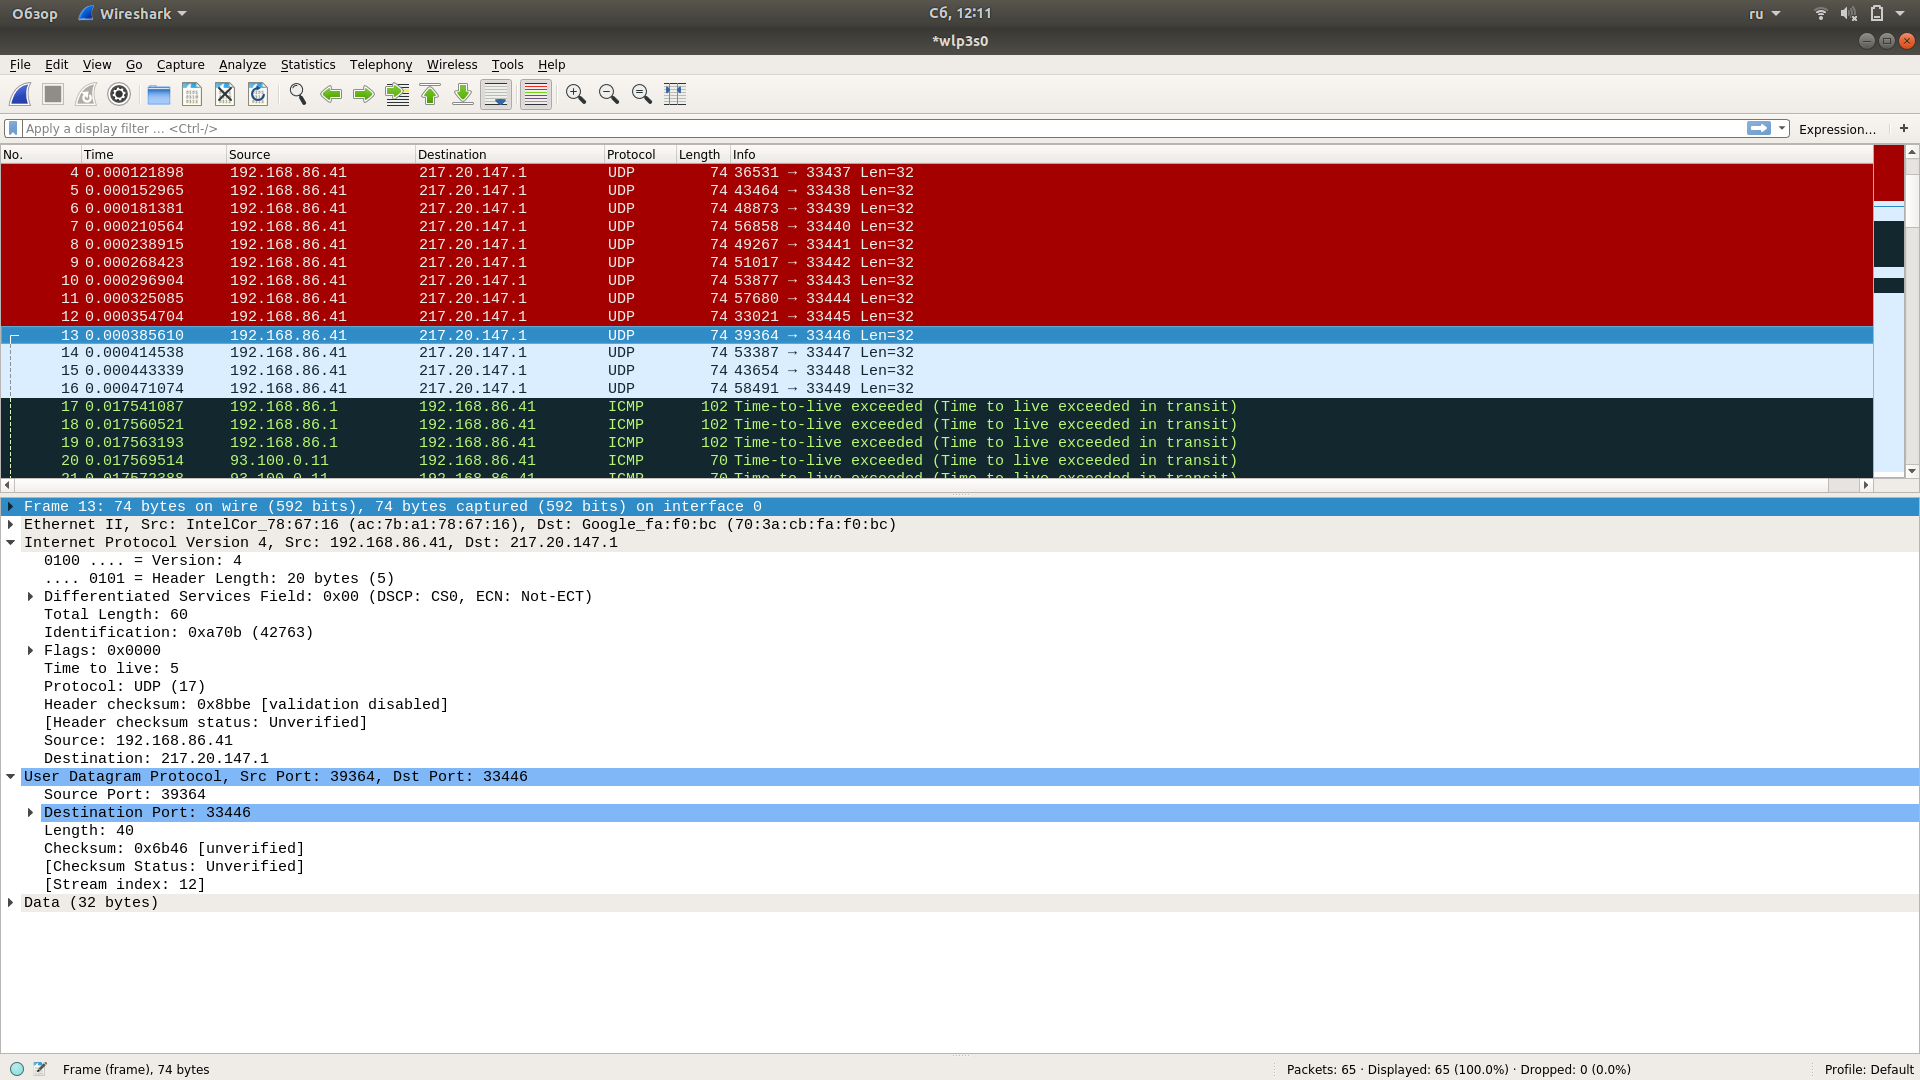 Обзор Wireshark Сб, 12:11 ru
*wlp3s0
File Edit View Go Capture Analyze Statistics Telephony Wireless Tools Help
Apply a display filter ... <Ctrl-/> Expression... +
No. Time Source Destination Protocol Length Info
4 0.000121898 192.168.86.41 217.20.147.1 UDP 74 36531 → 33437 Len=32
5 0.000152965 192.168.86.41 217.20.147.1 UDP 74 43464 → 33438 Len=32
6 0.000181381 192.168.86.41 217.20.147.1 UDP 74 48873 → 33439 Len=32
7 0.000210564 192.168.86.41 217.20.147.1 UDP 74 56858 → 33440 Len=32
8 0.000238915 192.168.86.41 217.20.147.1 UDP 74 49267 → 33441 Len=32
9 0.000268423 192.168.86.41 217.20.147.1 UDP 74 51017 → 33442 Len=32
10 0.000296904 192.168.86.41 217.20.147.1 UDP 74 53877 → 33443 Len=32
11 0.000325085 192.168.86.41 217.20.147.1 UDP 74 57680 → 33444 Len=32
12 0.000354704 192.168.86.41 217.20.147.1 UDP 74 33021 → 33445 Len=32
13 0.000385610 192.168.86.41 217.20.147.1 UDP 74 39364 → 33446 Len=32
14 0.000414538 192.168.86.41 217.20.147.1 UDP 74 53387 → 33447 Len=32
15 0.000443339 192.168.86.41 217.20.147.1 UDP 74 43654 → 33448 Len=32
16 0.000471074 192.168.86.41 217.20.147.1 UDP 74 58491 → 33449 Len=32
17 0.017541087 192.168.86.1 192.168.86.41 ICMP 102 Time-to-live exceeded (Time to live exceeded in transit)
18 0.017560521 192.168.86.1 192.168.86.41 ICMP 102 Time-to-live exceeded (Time to live exceeded in transit)
19 0.017563193 192.168.86.1 192.168.86.41 ICMP 102 Time-to-live exceeded (Time to live exceeded in transit)
20 0.017569514 93.100.0.11 192.168.86.41 ICMP 70 Time-to-live exceeded (Time to live exceeded in transit)
21 0.017572388 93.100.0.11 192.168.86.41 ICMP 70 Time-to-live exceeded (Time to live exceeded in transit)
Frame 13: 74 bytes on wire (592 bits), 74 bytes captured (592 bits) on interface 0
Ethernet II, Src: IntelCor_78:67:16 (ac:7b:a1:78:67:16), Dst: Google_fa:f0:bc (70:3a:cb:fa:f0:bc)
Internet Protocol Version 4, Src: 192.168.86.41, Dst: 217.20.147.1
0100 .... = Version: 4
.... 0101 = Header Length: 20 bytes (5)
Differentiated Services Field: 0x00 (DSCP: CS0, ECN: Not-ECT)
Total Length: 60
Identification: 0xa70b (42763)
Flags: 0x0000
Time to live: 5
Protocol: UDP (17)
Header checksum: 0x8bbe [validation disabled]
[Header checksum status: Unverified]
Source: 192.168.86.41
Destination: 217.20.147.1
User Datagram Protocol, Src Port: 39364, Dst Port: 33446
Source Port: 39364
Destination Port: 33446
Length: 40
Checksum: 0x6b46 [unverified]
[Checksum Status: Unverified]
[Stream index: 12]
Data (32 bytes)
Frame (frame), 74 bytes Packets: 65 · Displayed: 65 (100.0%) · Dropped: 0 (0.0%) Profile: Default